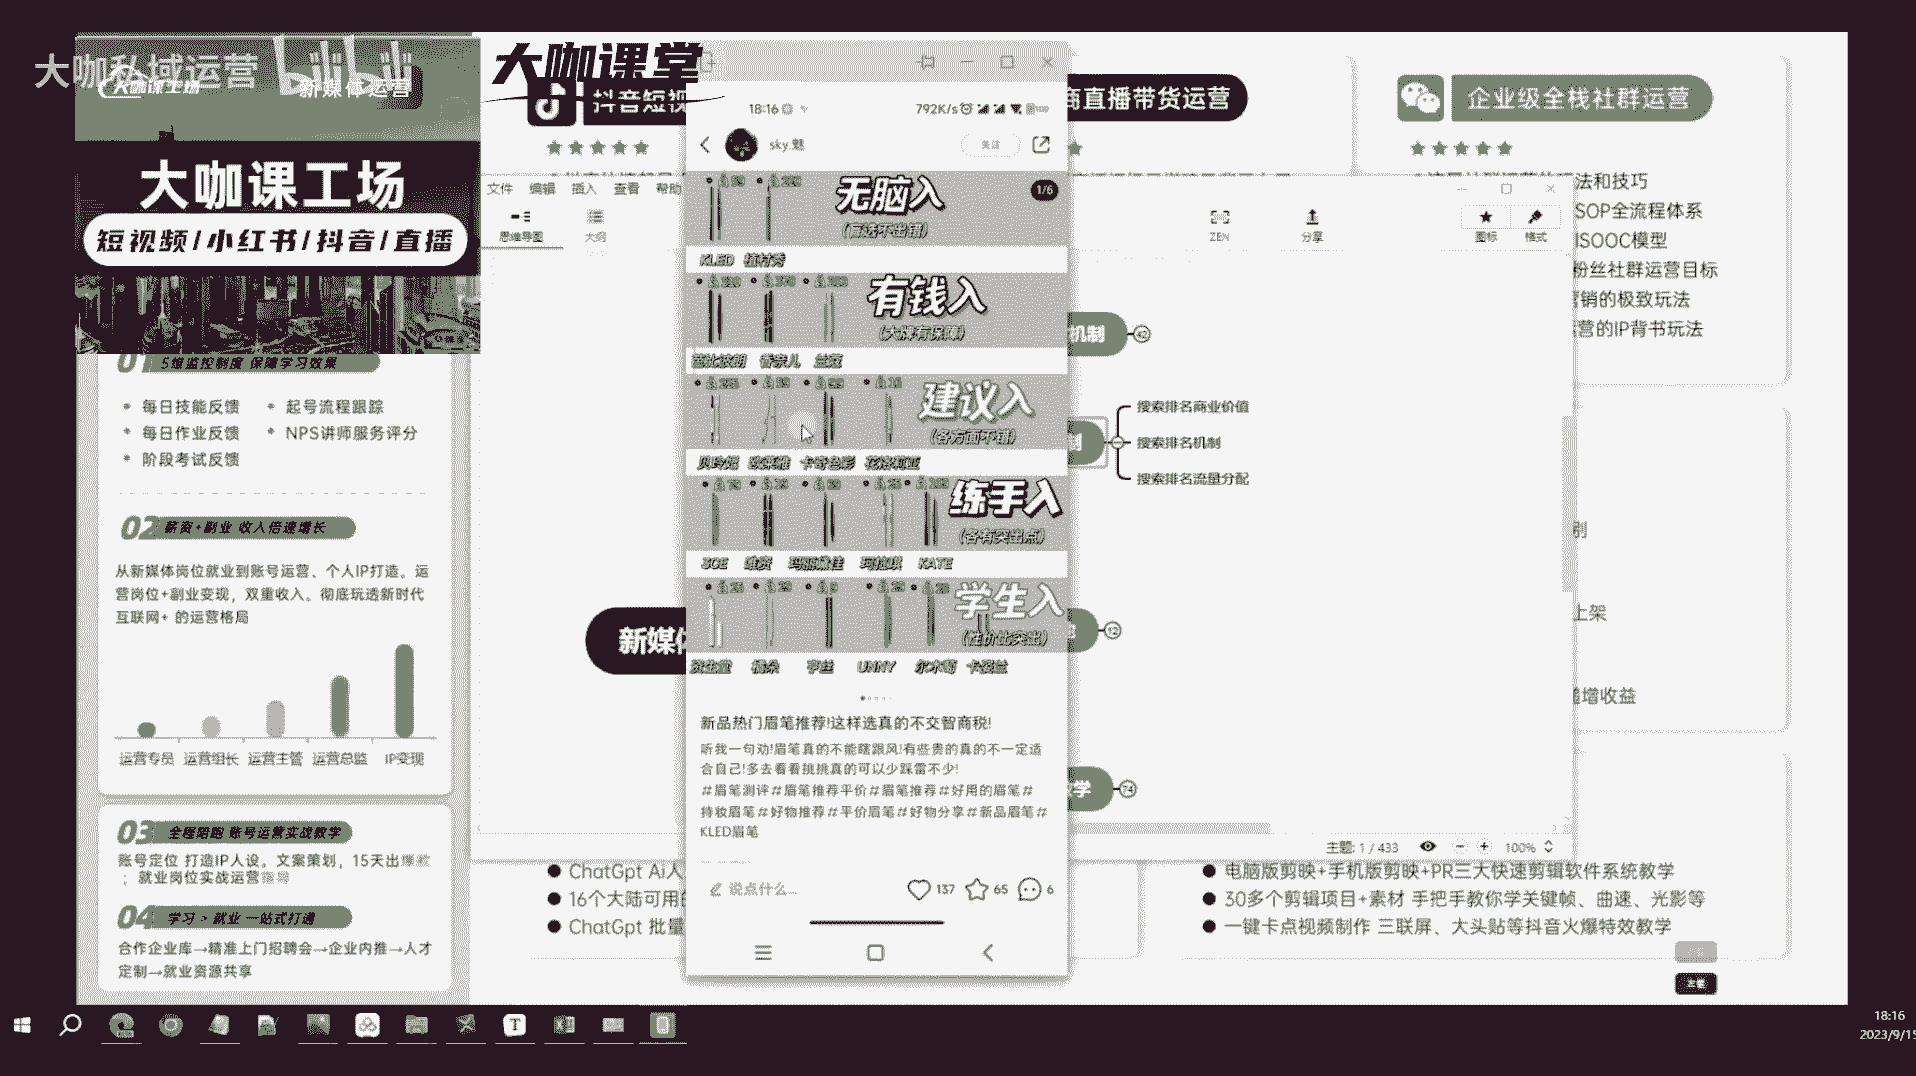 大咖私域运营
大咖课工场
bilibili
新媒体运营
大咖课工场
短视频/小红书/抖音/直播
01 5维监控制度 保障学习效果
每日技能反馈
起号流程跟踪
每日作业反馈
NPS讲师服务评分
阶段考试反馈
02 薪资+副业 收入倍速增长
从新媒体岗位就业到账号运营、个人IP打造。运
营岗位+副业变现，双重收入。彻底玩透新时代
互联网+ 的运营格局
运营专员 运营组长 运营主管 运营总监 IP变现
03 全程陪跑 账号运营实战教学
账号定位 打造IP人设。文案策划，15天出爆款
；就业岗位实战运营
04 学习 > 就业 一站式打通
合作企业库→精准上门招聘会→企业内推→人才
定制→就业资源共享
大咖课堂
抖音短视
商直播带货运营
企业级全栈社群运营
法和技巧
SOP全流程体系
ISOOC模型
粉丝社群运营目标
营销的极致玩法
运营的IP背书玩法
文件 编辑 插入 查看 帮助
思维导图
大纲
ZEN
分享
图标
格式
机制
42
制
搜索排名商业价值
搜索排名机制
搜索排名流量分配
新媒体
12
学
74
别
上架
递增收益
主题: 1 / 433
100%
18:16
792K/s
sky.魅
关注
1/6
无脑入
(盲选不出错)
KLED 植村秀
有钱入
(大牌有保障)
芭比波朗 香奈儿 兰蔻
建议入
(各方面不错)
贝玲妃 欧莱雅 卡奇色彩 花洛莉亚
练手入
(各有突出点)
3CE 维资 玛丽黛佳 珂拉琪 KATE
学生入
(性价比突出)
资生堂 橘朵 亨丝 UNNY 尔木萄 卡姿兰
新品热门眉笔推荐!这样选真的不交智商税!
听我一句劝!眉笔真的不能瞎跟风!有些贵的真的不一定适
合自己!多去看看挑挑真的可以少踩雷不少!
#眉笔测评#眉笔推荐平价#眉笔推荐#好用的眉笔#
持妆眉笔#好物推荐#平价眉笔#好物分享#新品眉笔#
KLED眉笔
说点什么...
137
65
6
ChatGpt Ai人
16个大陆可用的
ChatGpt 批量
电脑版剪映+手机版剪映+PR三大快速剪辑软件系统教学
30多个剪辑项目+素材 手把手教你学关键帧、曲速、光影等
一键卡点视频制作 三联屏、大头贴等抖音火爆特效教学
18:16
2023/9/15